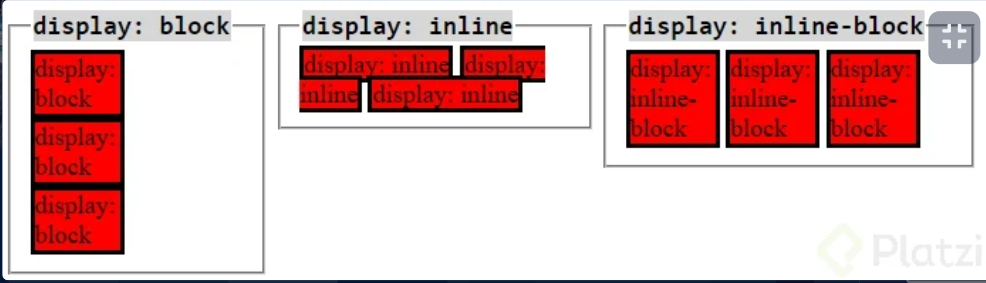 display: block
display:
block
display:
block
display:
block
display: inline
display: inline display:
inline display: inline
display: inline-block
display: display: display:
inline- inline- inline-
block block block
Platzi